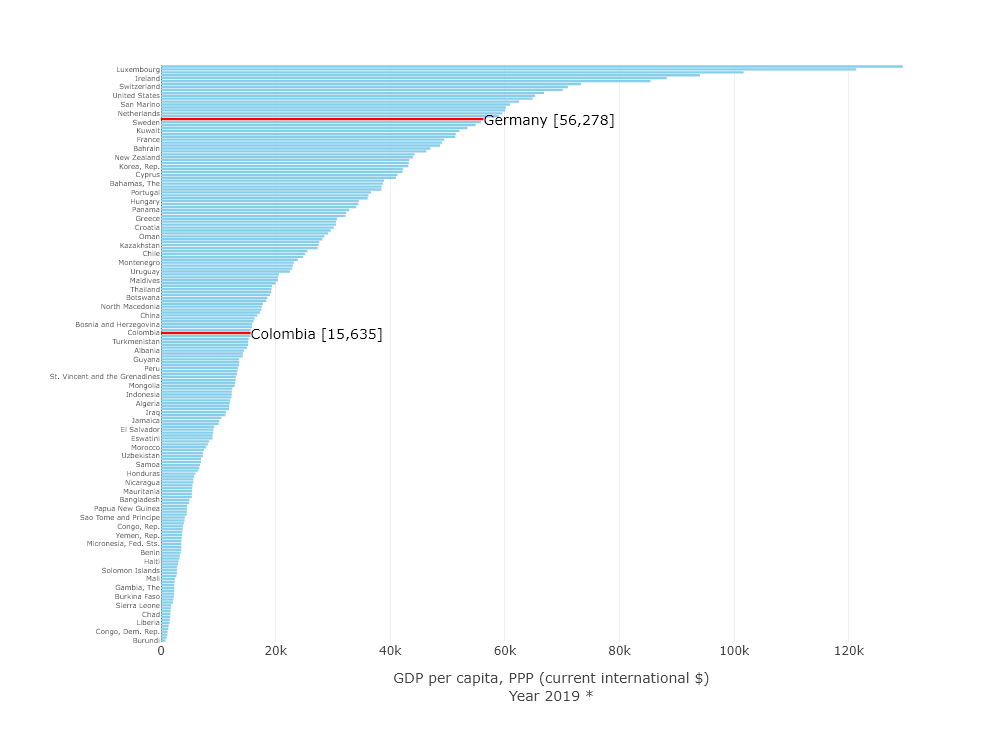 Luxembourg
Ireland
Switzerland
United States
San Marino
Netherlands
Germany [56,278]
Sweden
Kuwait
France
Bahrain
New Zealand
Korea, Rep.
Cyprus
Bahamas, The
Portugal
Hungary
Panama
Greece
Croatia
Oman
Kazakhstan
Chile
Montenegro
Uruguay
Maldives
Thailand
Botswana
North Macedonia
China
Bosnia and Herzegovina
Colombia Colombia [15,635]
Turkmenistan
Albania
Guyana
Peru
St. Vincent and the Grenadines
Mongolia
Indonesia
Algeria
Iraq
Jamaica
El Salvador
Eswatini
Morocco
Uzbekistan
Samoa
Honduras
Nicaragua
Mauritania
Bangladesh
Papua New Guinea
Sao Tome and Principe
Congo, Rep.
Yemen, Rep.
Micronesia, Fed. Sts.
Benin
Haiti
Solomon Islands
Mali
Gambia, The
Burkina Faso
Sierra Leone
Chad
Liberia
Congo, Dem. Rep.
Burundi
0 20k 40k 60k 80k 100k 120k
GDP per capita, PPP (current international $)
Year 2019 *